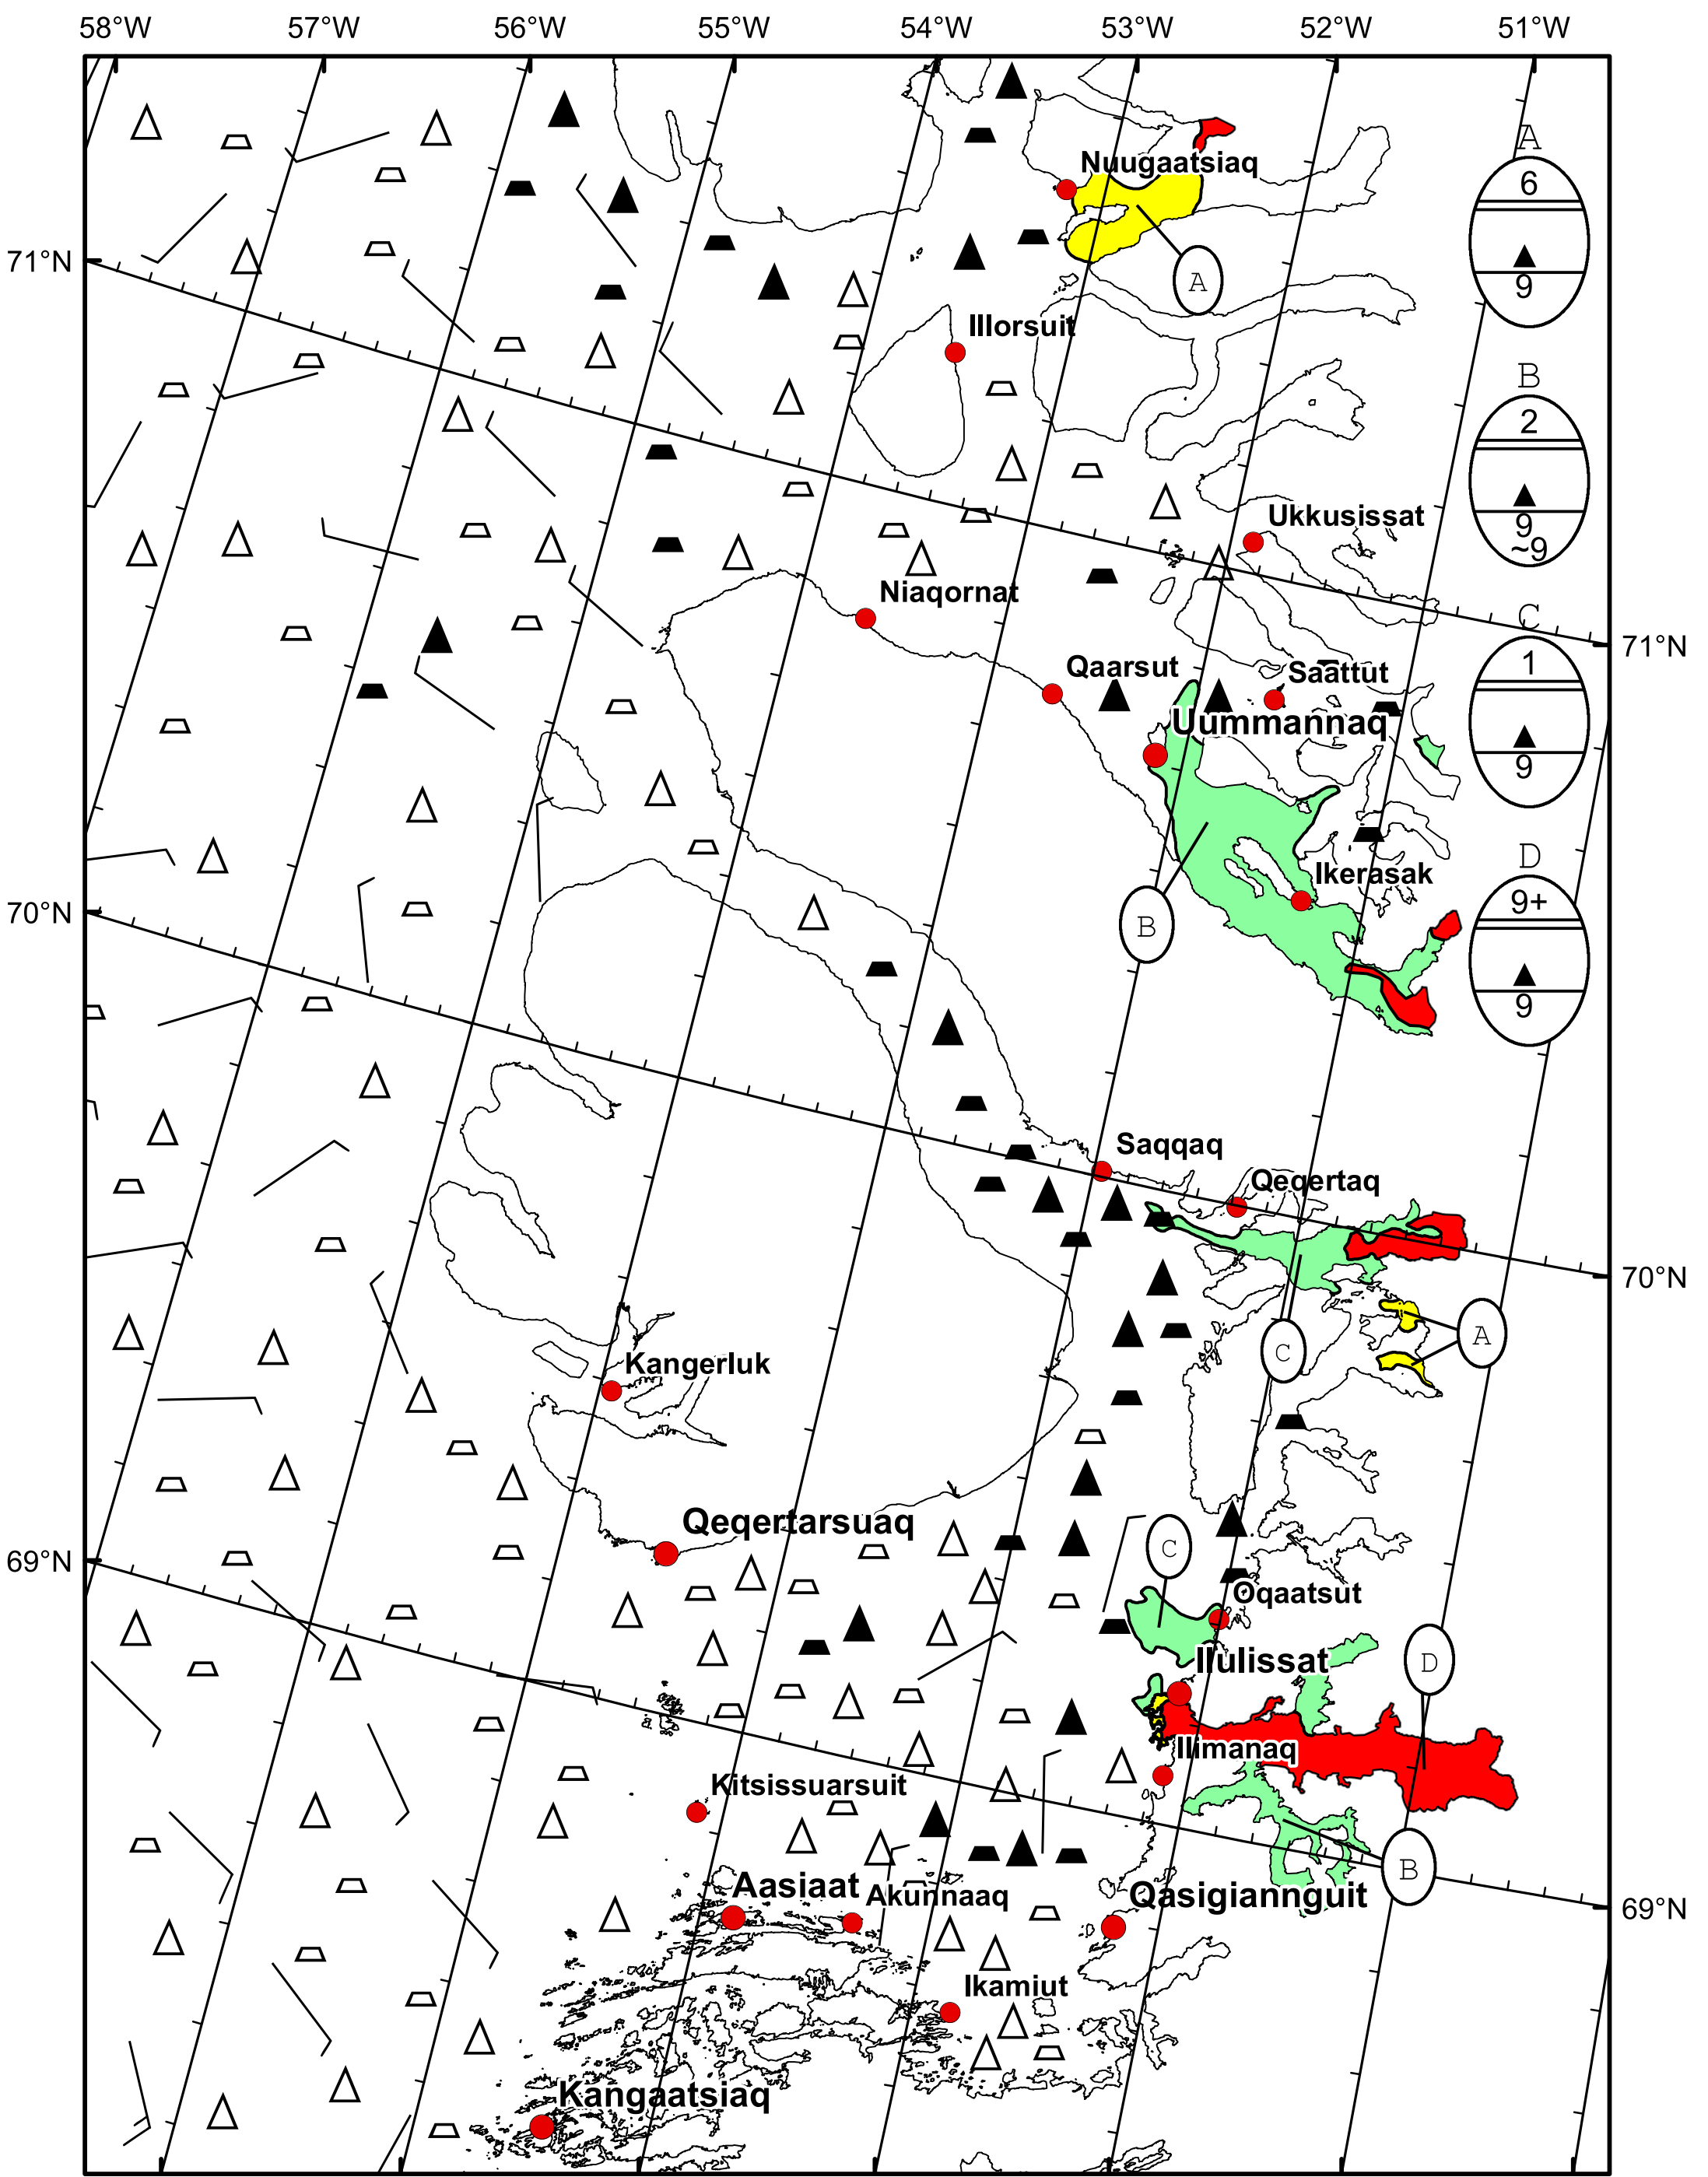 58°W 57°W 56°W 55°W 54°W 53°W 52°W 51°W
A
6
9
Nuugaatsiaq
71°N
A
Illorsuit
B
2
9
~9
Ukkusissat
Niaqornat
C
1
9
71°N
Qaarsut
Saattut
Uummannaq
D
9+
9
Ikerasak
70°N
B
Saqqaq
Qeqertaq
70°N
A
C
Kangerluk
Qeqertarsuaq
69°N
C
Oqaatsut
Ilulissat
D
Ilimanaq
Kitsissuarsuit
B
Aasiaat
Akunnaaq
Qasigiannguit
69°N
Ikamiut
Kangaatsiaq